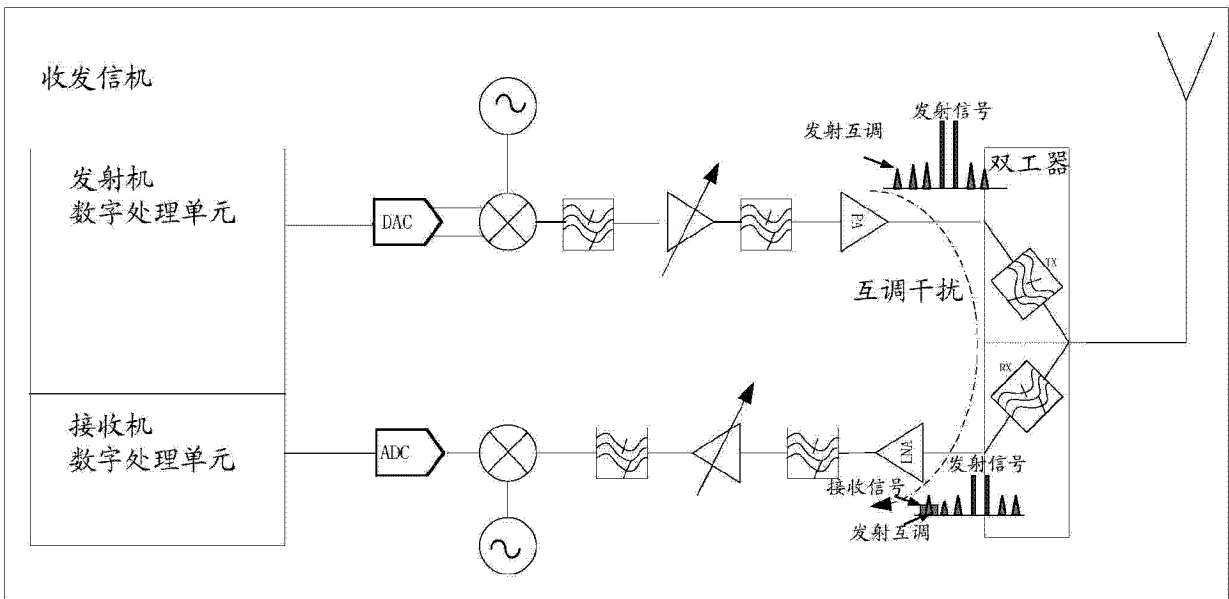 收发信机
发射机
数字处理单元
DAC
PA
发射互调
发射信号
双工器
TX
互调干扰
RX
接收机
数字处理单元
ADC
LNA
发射信号
接收信号
发射互调